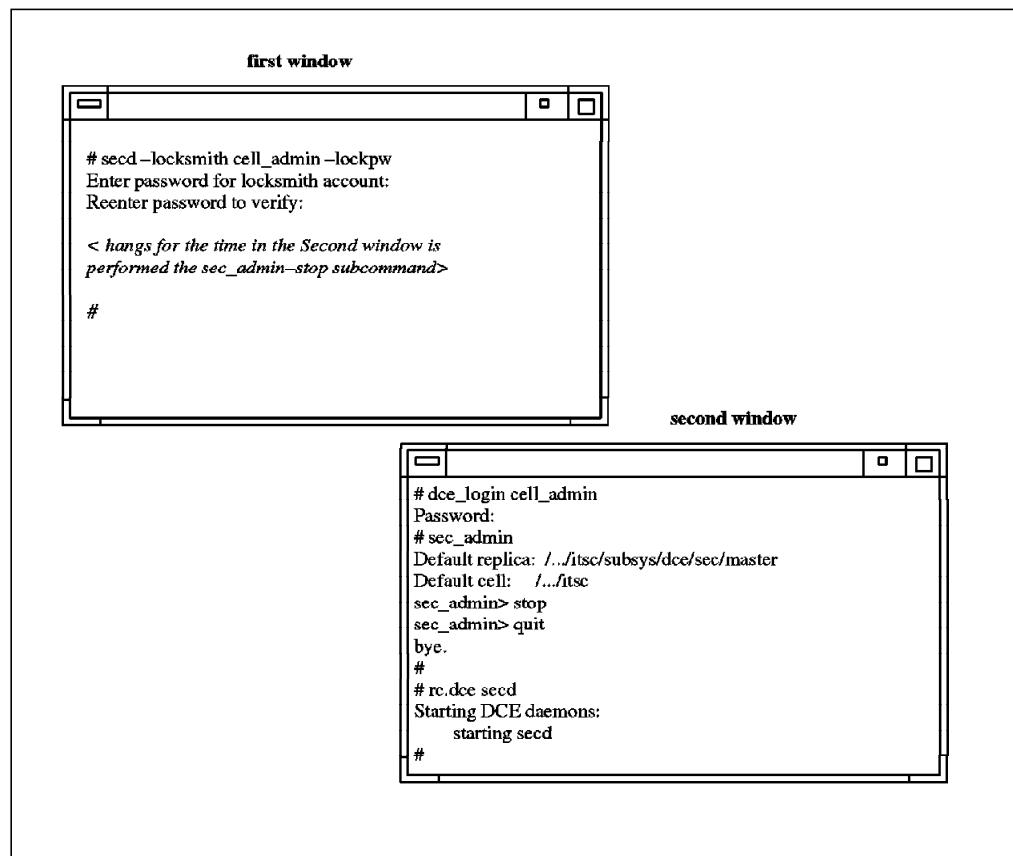 first window
# secd –locksmith cell_admin –lockpw
Enter password for locksmith account:
Reenter password to verify:
< hangs for the time in the Second window is
performed the sec_admin–stop subcommand>
#
second window
# dce_login cell_admin
Password:
# sec_admin
Default replica: /.../itsc/subsys/dce/sec/master
Default cell: /.../itsc
sec_admin> stop
sec_admin> quit
bye.
#
# rc.dce secd
Starting DCE daemons:
starting secd
#